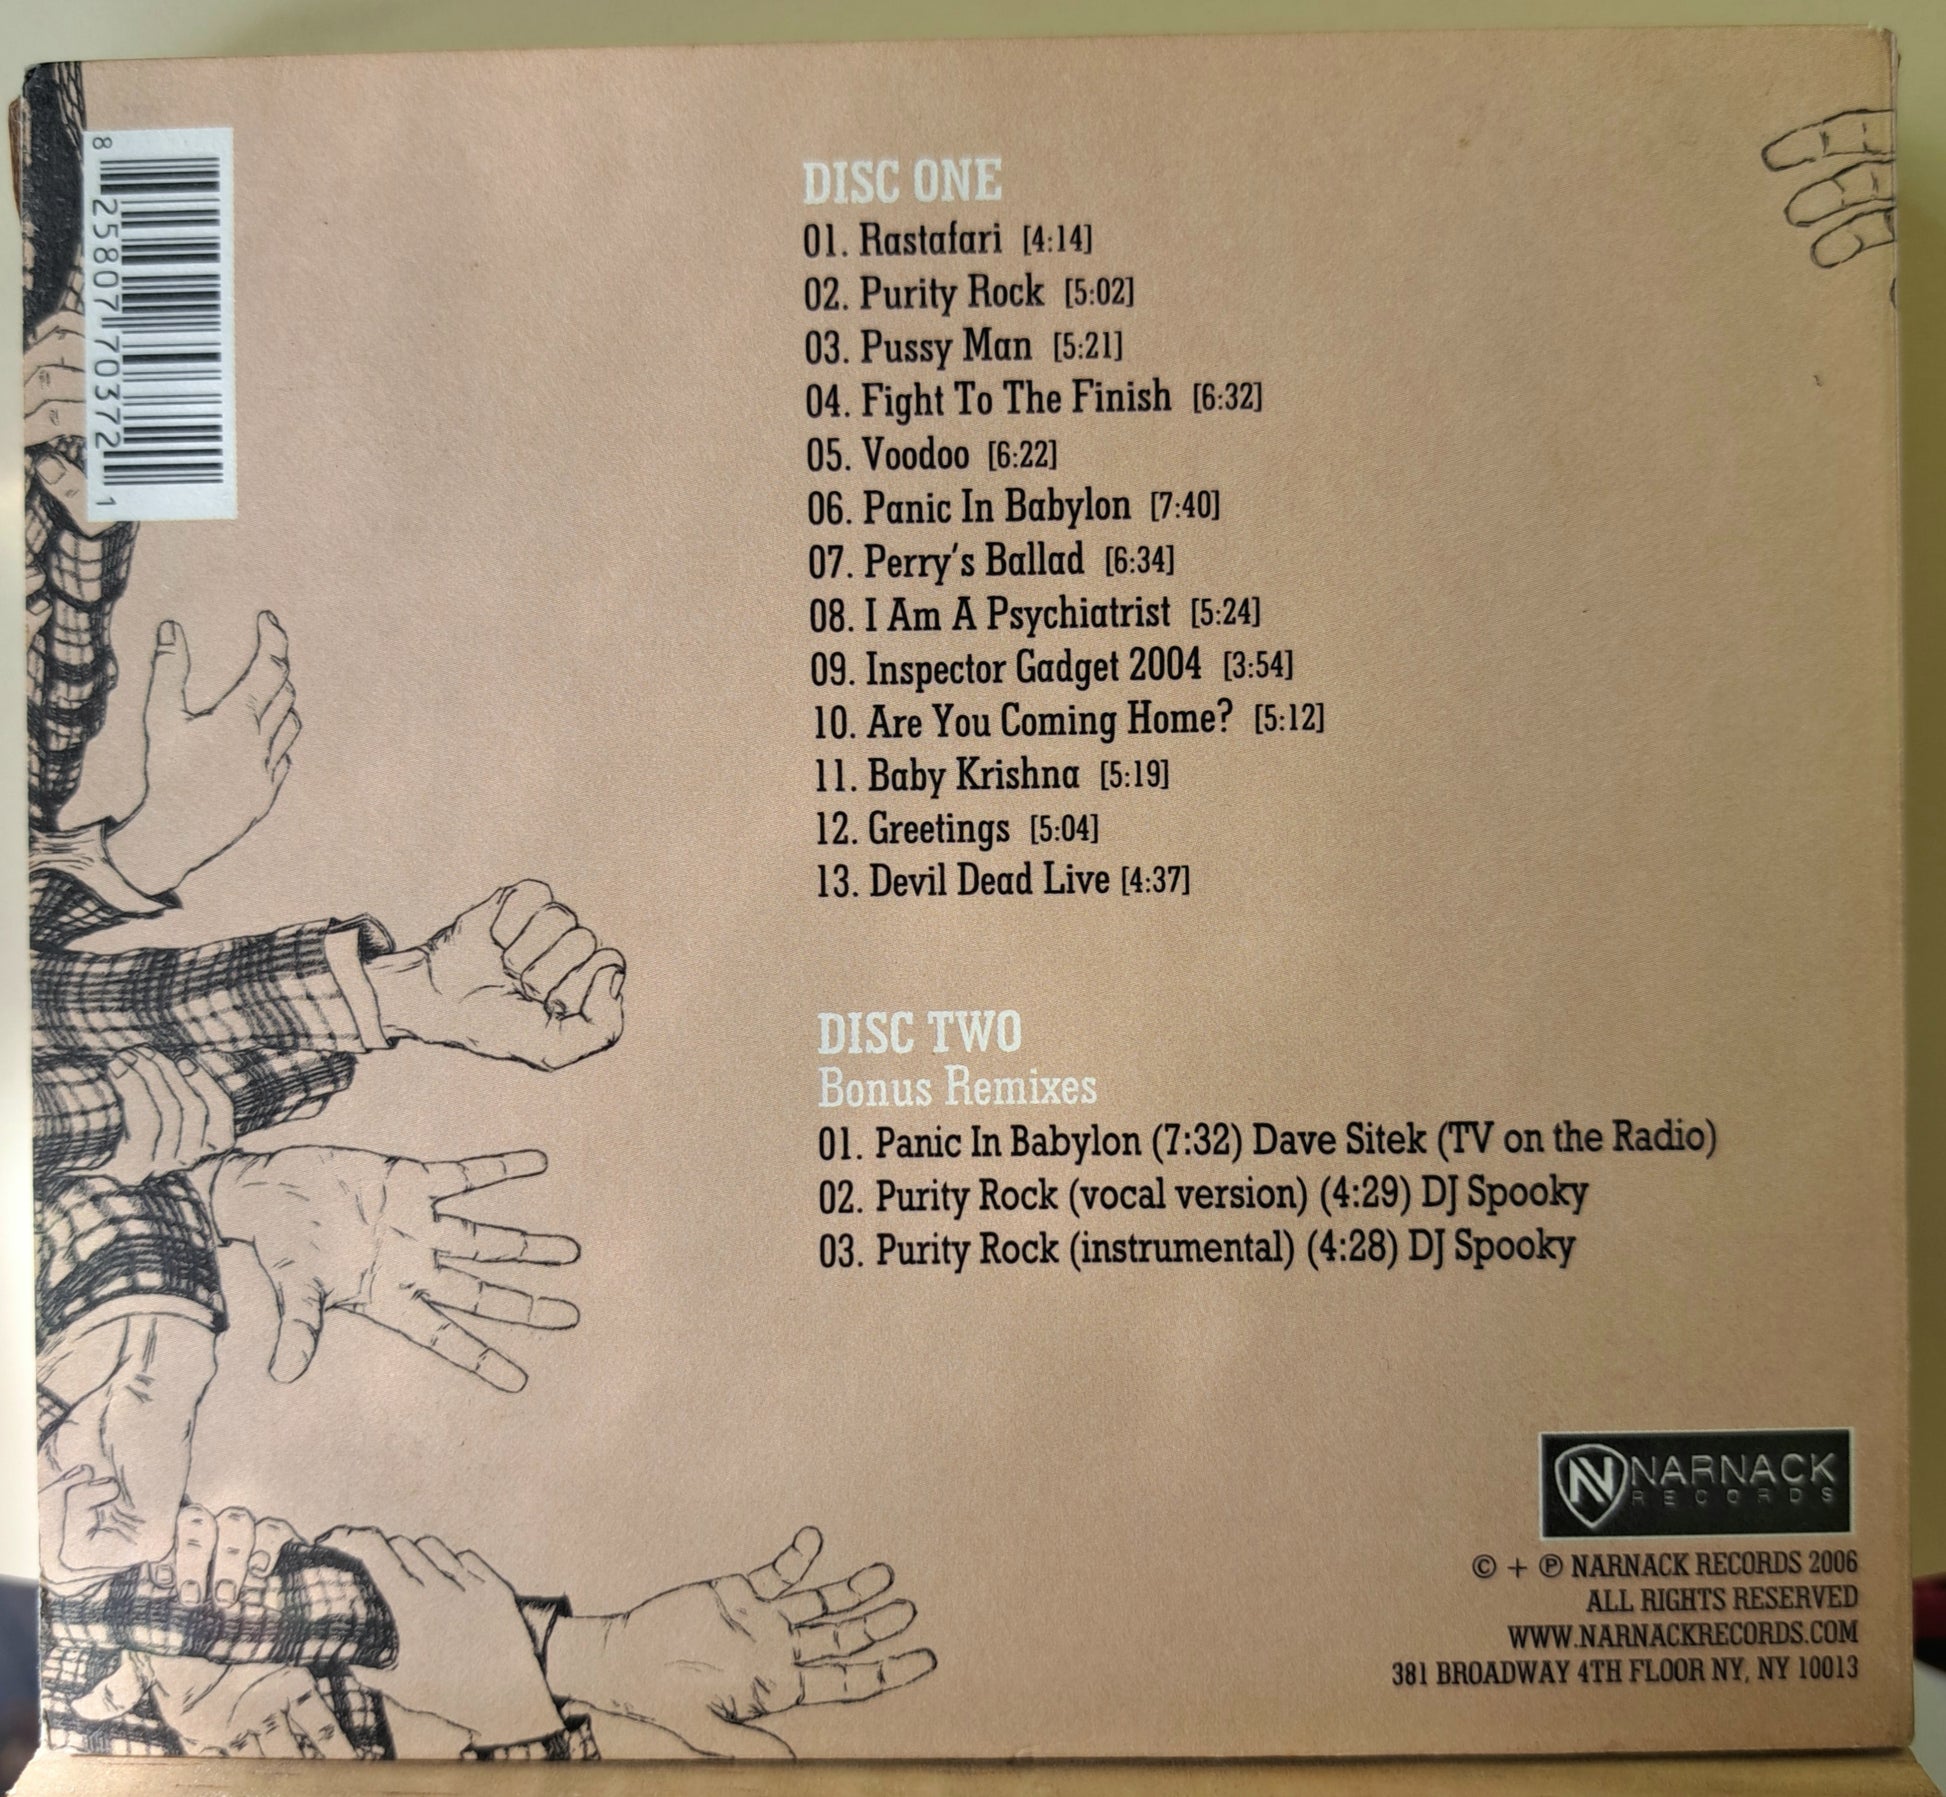 8 25807 70372 1
DISC ONE
01. Rastafari [4:14]
02. Purity Rock [5:02]
03. Pussy Man [5:21]
04. Fight To The Finish [6:32]
05. Voodoo [6:22]
06. Panic In Babylon [7:40]
07. Perry's Ballad [6:34]
08. I Am A Psychiatrist [5:24]
09. Inspector Gadget 2004 [3:54]
10. Are You Coming Home? [5:12]
11. Baby Krishna [5:19]
12. Greetings [5:04]
13. Devil Dead Live [4:37]
DISC TWO
Bonus Remixes
01. Panic In Babylon (7:32) Dave Sitek (TV on the Radio)
02. Purity Rock (vocal version) (4:29) DJ Spooky
03. Purity Rock (instrumental) (4:28) DJ Spooky
N NARNACK
RECORDS
© + ℗ NARNACK RECORDS 2006
ALL RIGHTS RESERVED
WWW.NARNACKRECORDS.COM
381 BROADWAY 4TH FLOOR NY, NY 10013